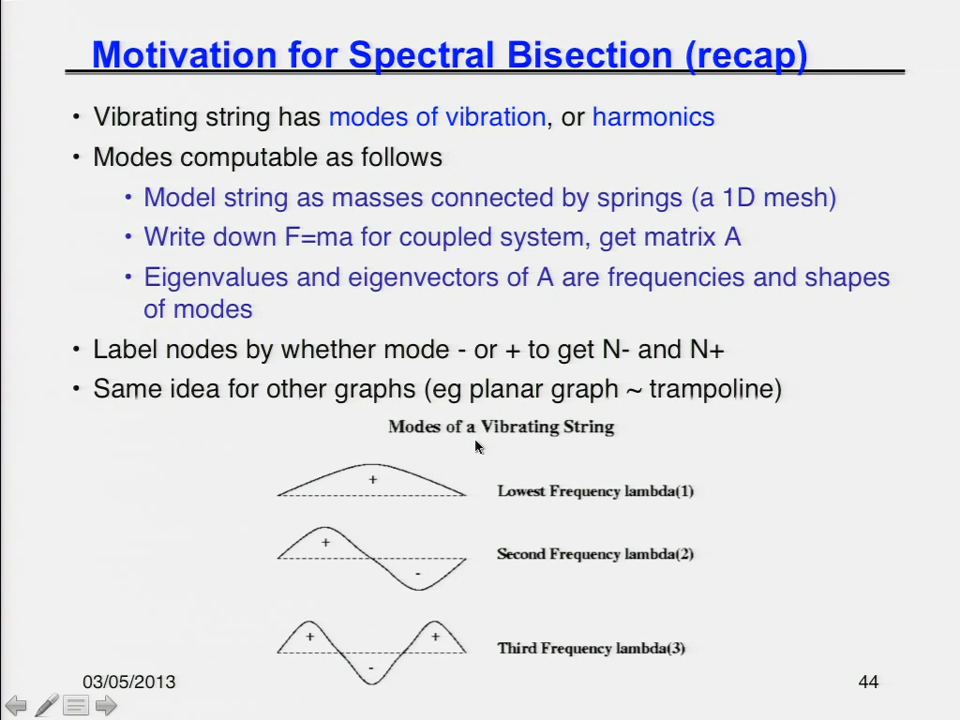 Motivation for Spectral Bisection (recap)
• Vibrating string has modes of vibration, or harmonics
• Modes computable as follows
• Model string as masses connected by springs (a 1D mesh)
• Write down F=ma for coupled system, get matrix A
• Eigenvalues and eigenvectors of A are frequencies and shapes
of modes
• Label nodes by whether mode - or + to get N- and N+
• Same idea for other graphs (eg planar graph ~ trampoline)
Modes of a Vibrating String
+
Lowest Frequency lambda(1)
+
-
Second Frequency lambda(2)
+
+
-
Third Frequency lambda(3)
03/05/2013
44